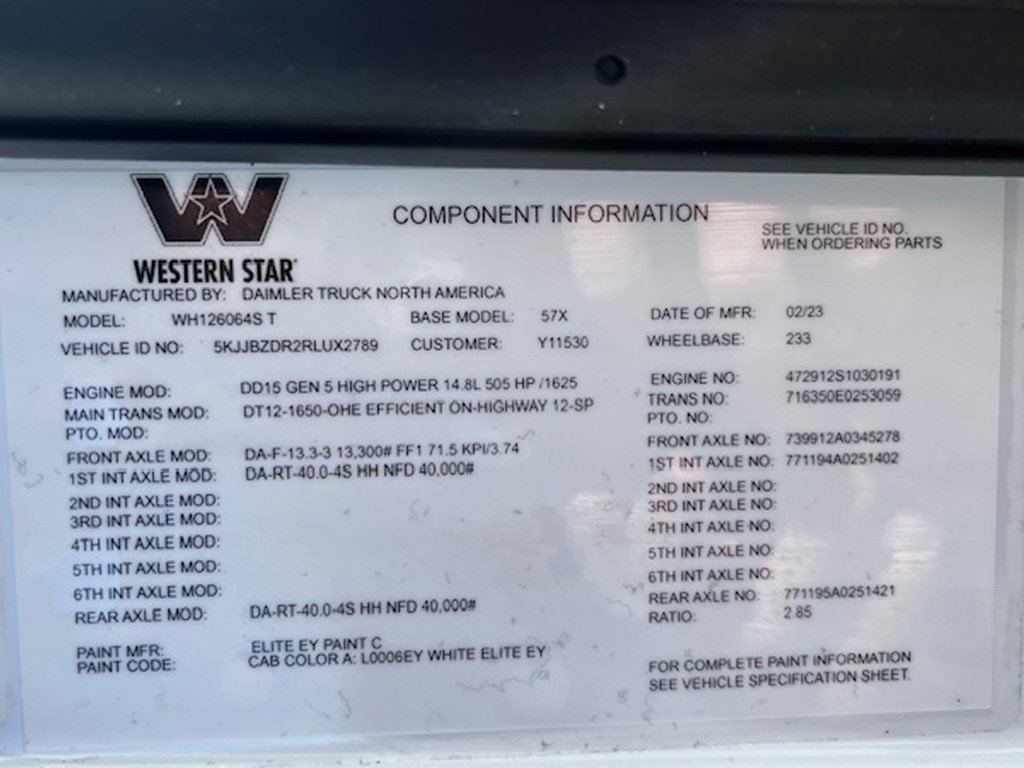 W
WESTERN STAR
COMPONENT INFORMATION
SEE VEHICLE ID NO.
WHEN ORDERING PARTS
MANUFACTURED BY: DAIMLER TRUCK NORTH AMERICA
MODEL: WH126064S T BASE MODEL: 57X DATE OF MFR: 02/23
VEHICLE ID NO: 5KJJBZDR2RLUX2789 CUSTOMER: Y11530 WHEELBASE: 233
ENGINE MOD: DD15 GEN 5 HIGH POWER 14.8L 505 HP /1625 ENGINE NO: 472912S1030191
MAIN TRANS MOD: DT12-1650-OHE EFFICIENT ON-HIGHWAY 12-SP TRANS NO: 716350E0253059
PTO. MOD: PTO. NO:
FRONT AXLE MOD: DA-F-13.3-3 13,300# FF1 71.5 KPI/3.74 FRONT AXLE NO: 739912A0345278
1ST INT AXLE MOD: DA-RT-40.0-4S HH NFD 40,000# 1ST INT AXLE NO: 771194A0251402
2ND INT AXLE MOD: 2ND INT AXLE NO:
3RD INT AXLE MOD: 3RD INT AXLE NO:
4TH INT AXLE MOD: 4TH INT AXLE NO:
5TH INT AXLE MOD: 5TH INT AXLE NO:
6TH INT AXLE MOD: 6TH INT AXLE NO:
REAR AXLE MOD: DA-RT-40.0-4S HH NFD 40,000# REAR AXLE NO: 771195A0251421
RATIO: 2.85
PAINT MFR: ELITE EY PAINT C
PAINT CODE: CAB COLOR A: L0006EY WHITE ELITE EY
FOR COMPLETE PAINT INFORMATION
SEE VEHICLE SPECIFICATION SHEET.